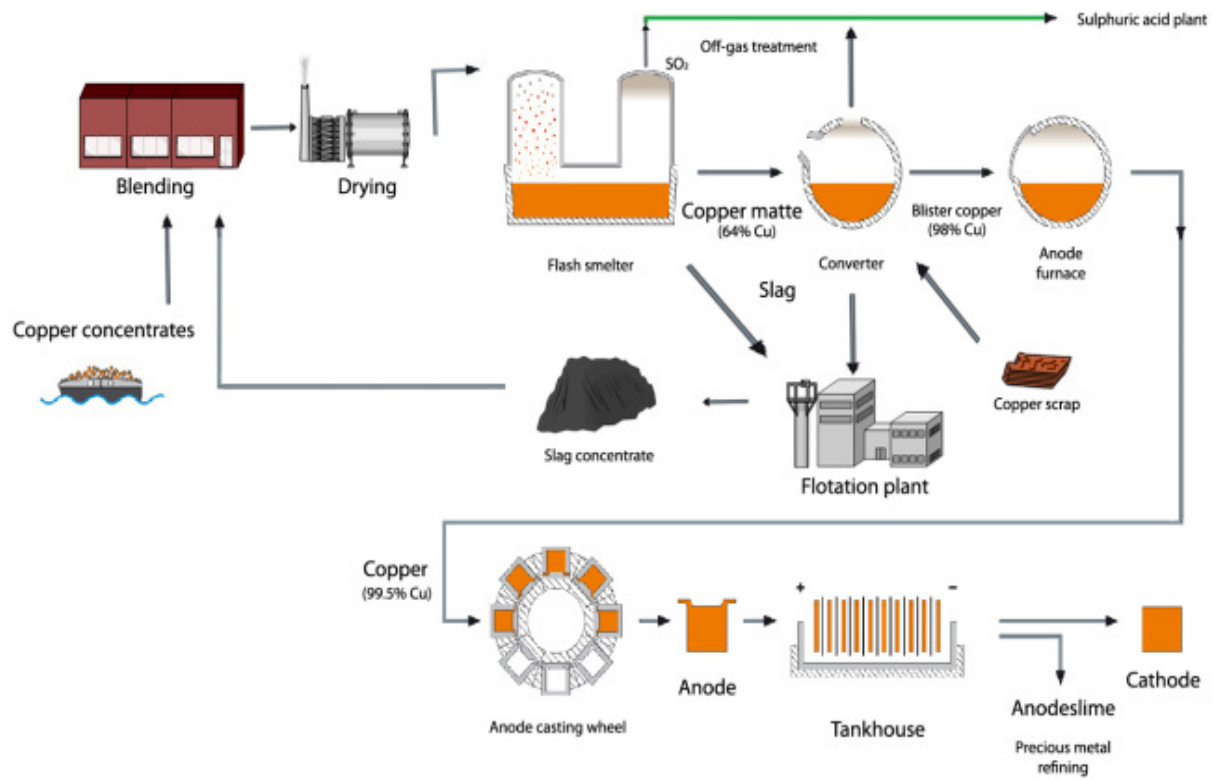 Sulphuric acid plant
Off-gas treatment
SO₂
Blending
Drying
Copper matte
(64% Cu)
Blister copper
(98% Cu)
Flash smelter
Converter
Anode
furnace
Slag
Copper concentrates
Copper scrap
Slag concentrate
Flotation plant
Copper
(99.5% Cu)
+
–
Anode
Cathode
Anode casting wheel
Tankhouse
Anodeslime
Precious metal
refining